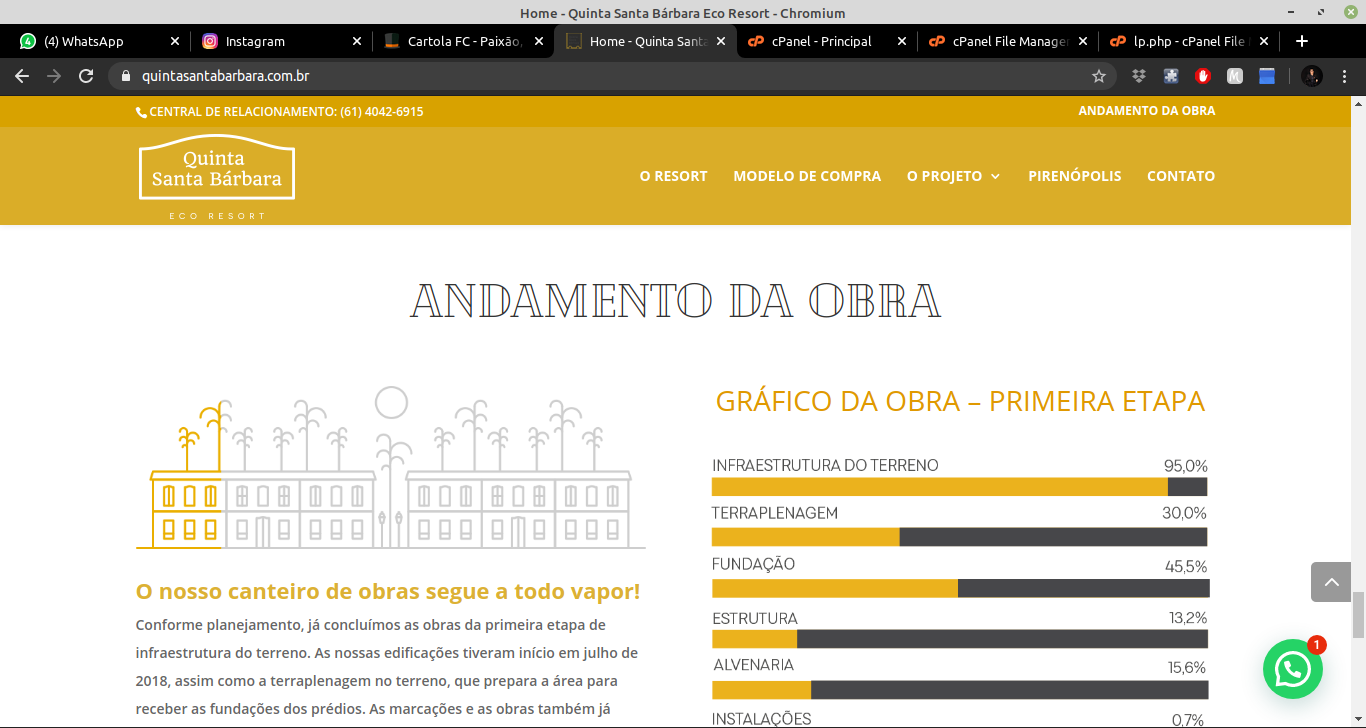 Home - Quinta Santa Bárbara Eco Resort - Chromium
(4) WhatsApp
Instagram
Cartola FC - Paixão,
Home - Quinta Santa
cPanel - Principal
cPanel File Manage
lp.php - cPanel File
quintasantabarbara.com.br
CENTRAL DE RELACIONAMENTO: (61) 4042-6915
ANDAMENTO DA OBRA
Quinta
Santa Bárbara
ECO RESORT
O RESORT
MODELO DE COMPRA
O PROJETO
PIRENÓPOLIS
CONTATO
ANDAMENTO DA OBRA
O nosso canteiro de obras segue a todo vapor!
Conforme planejamento, já concluímos as obras da primeira etapa de
infraestrutura do terreno. As nossas edificações tiveram início em julho de
2018, assim como a terraplenagem no terreno, que prepara a área para
receber as fundações dos prédios. As marcações e as obras também já
GRÁFICO DA OBRA – PRIMEIRA ETAPA
INFRAESTRUTURA DO TERRENO 95,0%
TERRAPLENAGEM 30,0%
FUNDAÇÃO 45,5%
ESTRUTURA 13,2%
ALVENARIA 15,6%
INSTALAÇÕES 0,7%
1